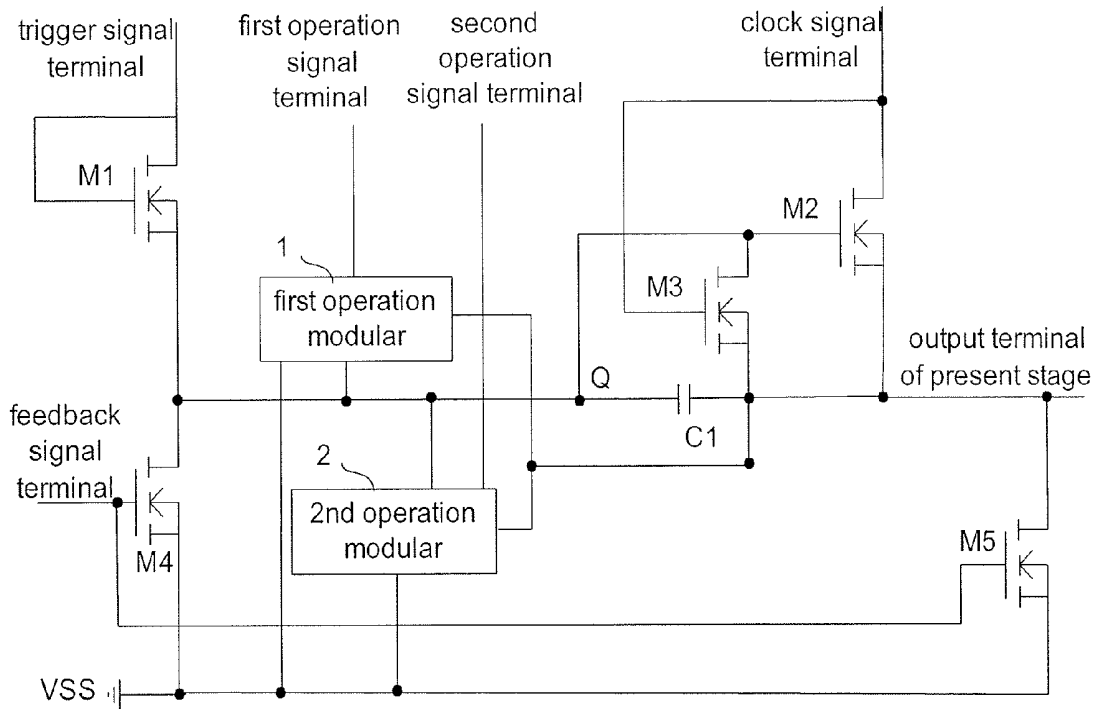 trigger signal
terminal
first operation
signal
terminal
second
operation
signal terminal
clock signal
terminal
M1
M2
1
first operation
modular
M3
output terminal
of present stage
Q
C1
feedback
signal
terminal
2
2nd operation
modular
M4
M5
VSS